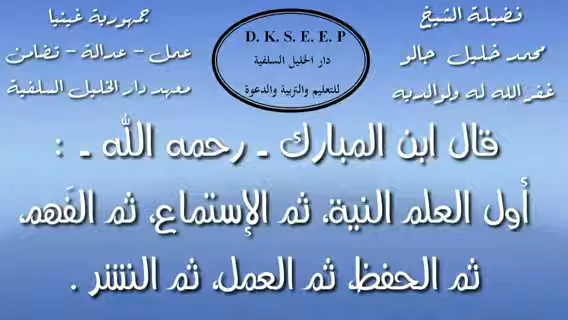 فضيلة الشيخ
محمد خليل جالو
غفر الله له ولوالديه
D. K. S. E. E. P
دار الخليل السلفية
للتعليم والتربية والدعوة
جمهورية غينيا
عمل - عدالة - تضامن
معهد دار الخليل السلفية
قال ابن المبارك ـ رحمه الله ـ :
أول العلم النية، ثم الإستماع، ثم الفَهم،
ثم الحفظ، ثم العمل، ثم النشر .